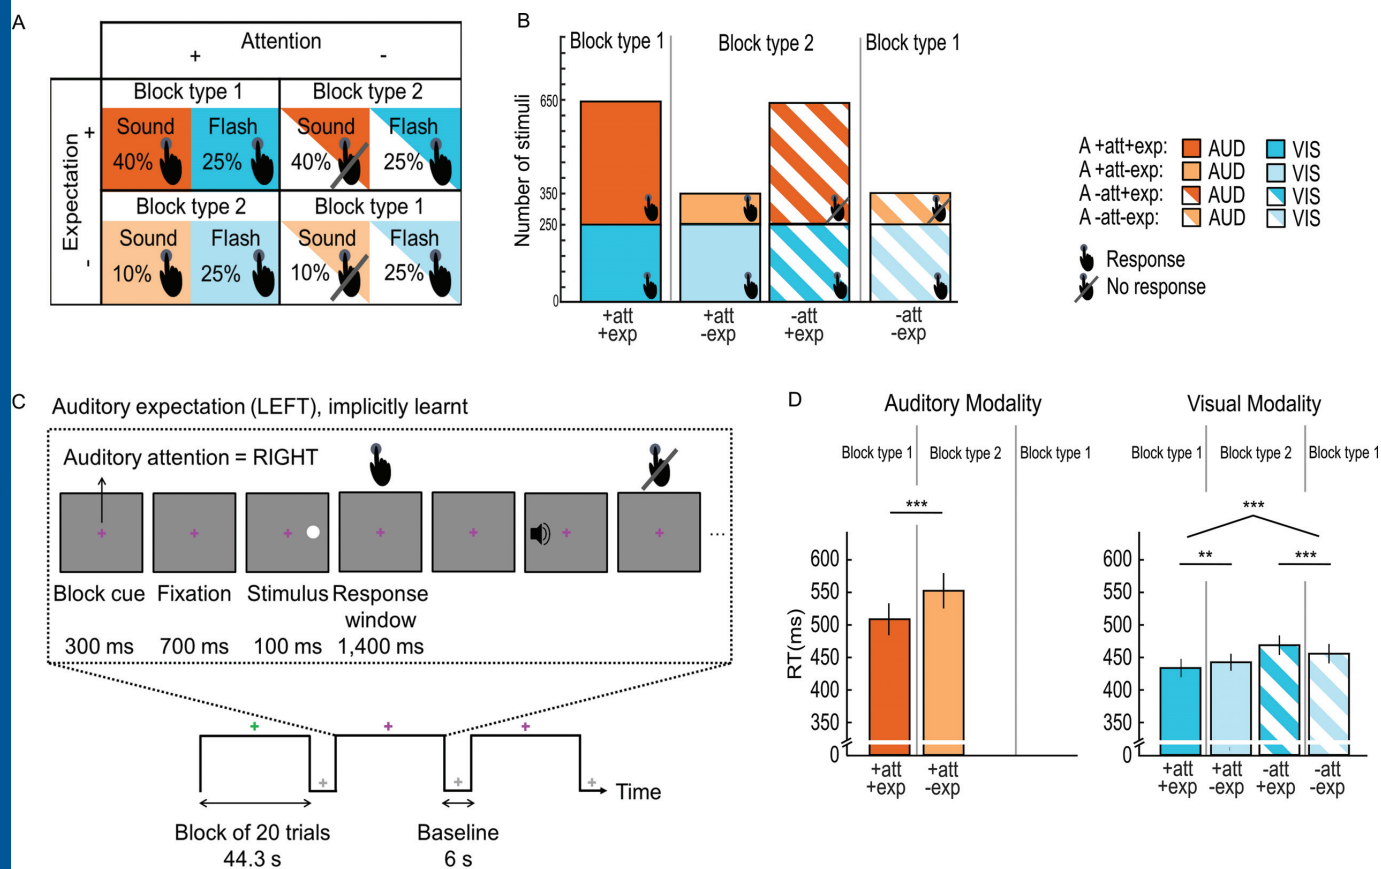 A
Attention
+ -
Block type 1 Block type 2
Expectation
+
Sound Flash Sound Flash
40% 25% 40% 25%
Block type 2 Block type 1
-
Sound Flash Sound Flash
10% 25% 10% 25%
B
Block type 1 Block type 2 Block type 1
Number of stimuli
650
350
250
0
+att +att -att -att
+exp -exp +exp -exp
A +att+exp: AUD VIS
A +att-exp: AUD VIS
A -att+exp: AUD VIS
A -att-exp: AUD VIS
Response
No response
C
Auditory expectation (LEFT), implicitly learnt
Auditory attention = RIGHT
...
Block cue Fixation Stimulus Response
window
300 ms 700 ms 100 ms 1,400 ms
Time
Block of 20 trials Baseline
44.3 s 6 s
D
Auditory Modality
Block type 1 Block type 2 Block type 1
***
RT(ms)
600
550
500
450
400
350
0
+att +att
+exp -exp
Visual Modality
Block type 1 Block type 2 Block type 1
***
** ***
600
550
500
450
400
350
0
+att +att -att -att
+exp -exp +exp -exp